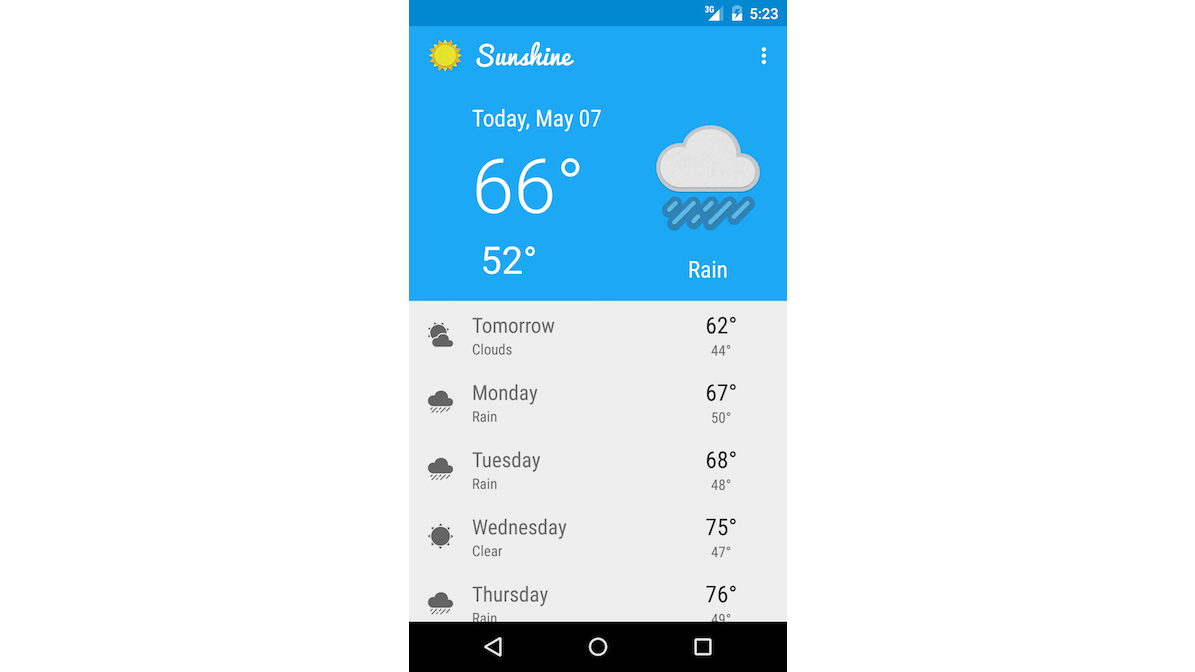 3G 5:23
Sunshine
Today, May 07
66°
52°
Rain
Tomorrow 62°
Clouds 44°
Monday 67°
Rain 50°
Tuesday 68°
Rain 48°
Wednesday 75°
Clear 47°
Thursday 76°
Rain 49°